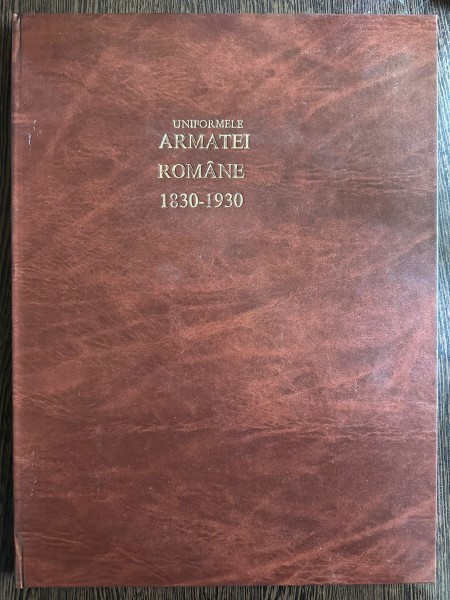 UNIFORMELE
ARMATEI
ROMÂNE
1830-1930